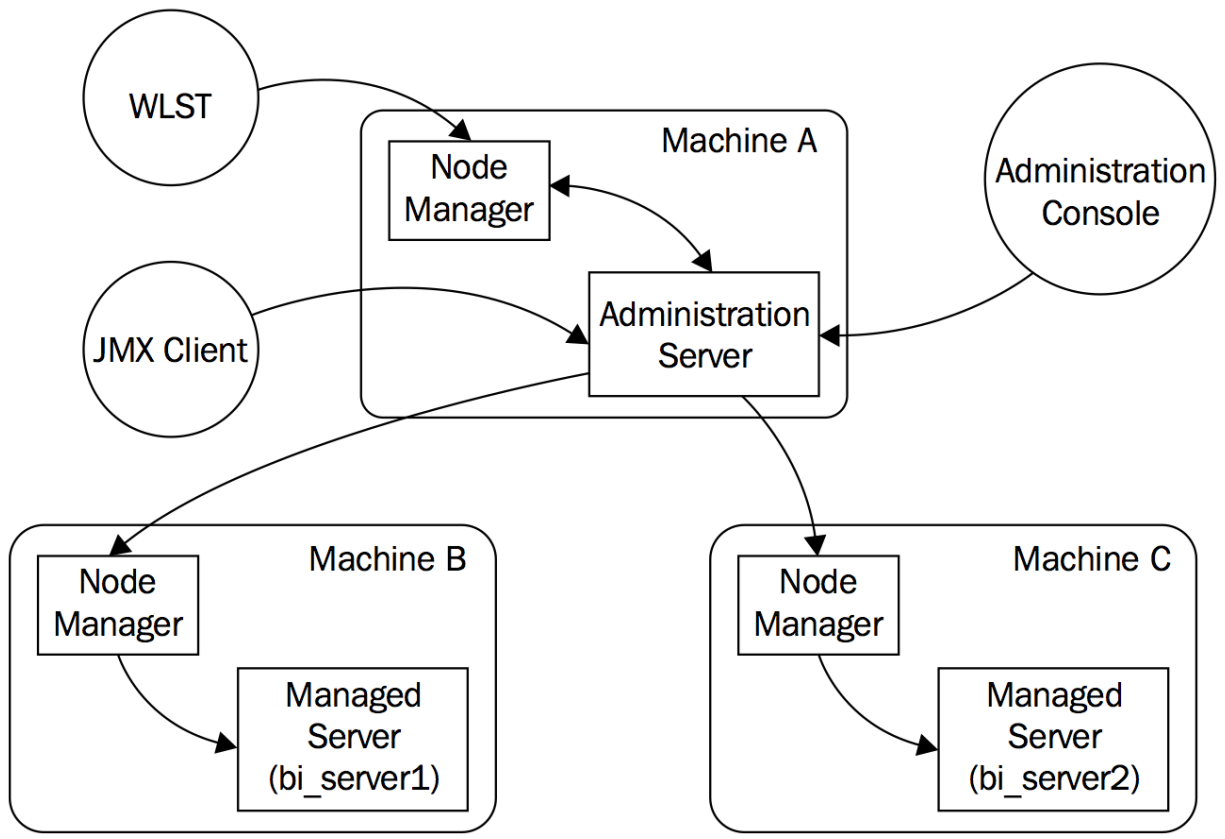 WLST
Machine A
Node
Manager
Administration
Console
Administration
Server
JMX Client
Machine B
Node
Manager
Managed
Server
(bi_server1)
Machine C
Node
Manager
Managed
Server
(bi_server2)